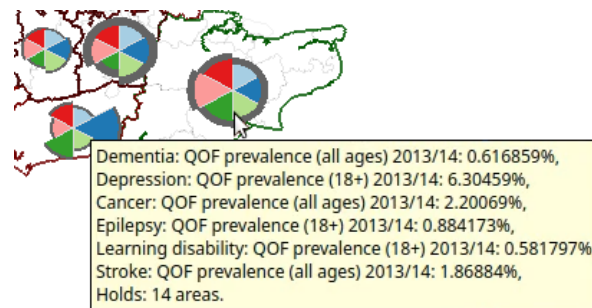 Dementia: QOF prevalence (all ages) 2013/14: 0.616859%,
Depression: QOF prevalence (18+) 2013/14: 6.30459%,
Cancer: QOF prevalence (all ages) 2013/14: 2.20069%,
Epilepsy: QOF prevalence (18+) 2013/14: 0.884173%,
Learning disability: QOF prevalence (18+) 2013/14: 0.581797%
Stroke: QOF prevalence (all ages) 2013/14: 1.86884%,
Holds: 14 areas.